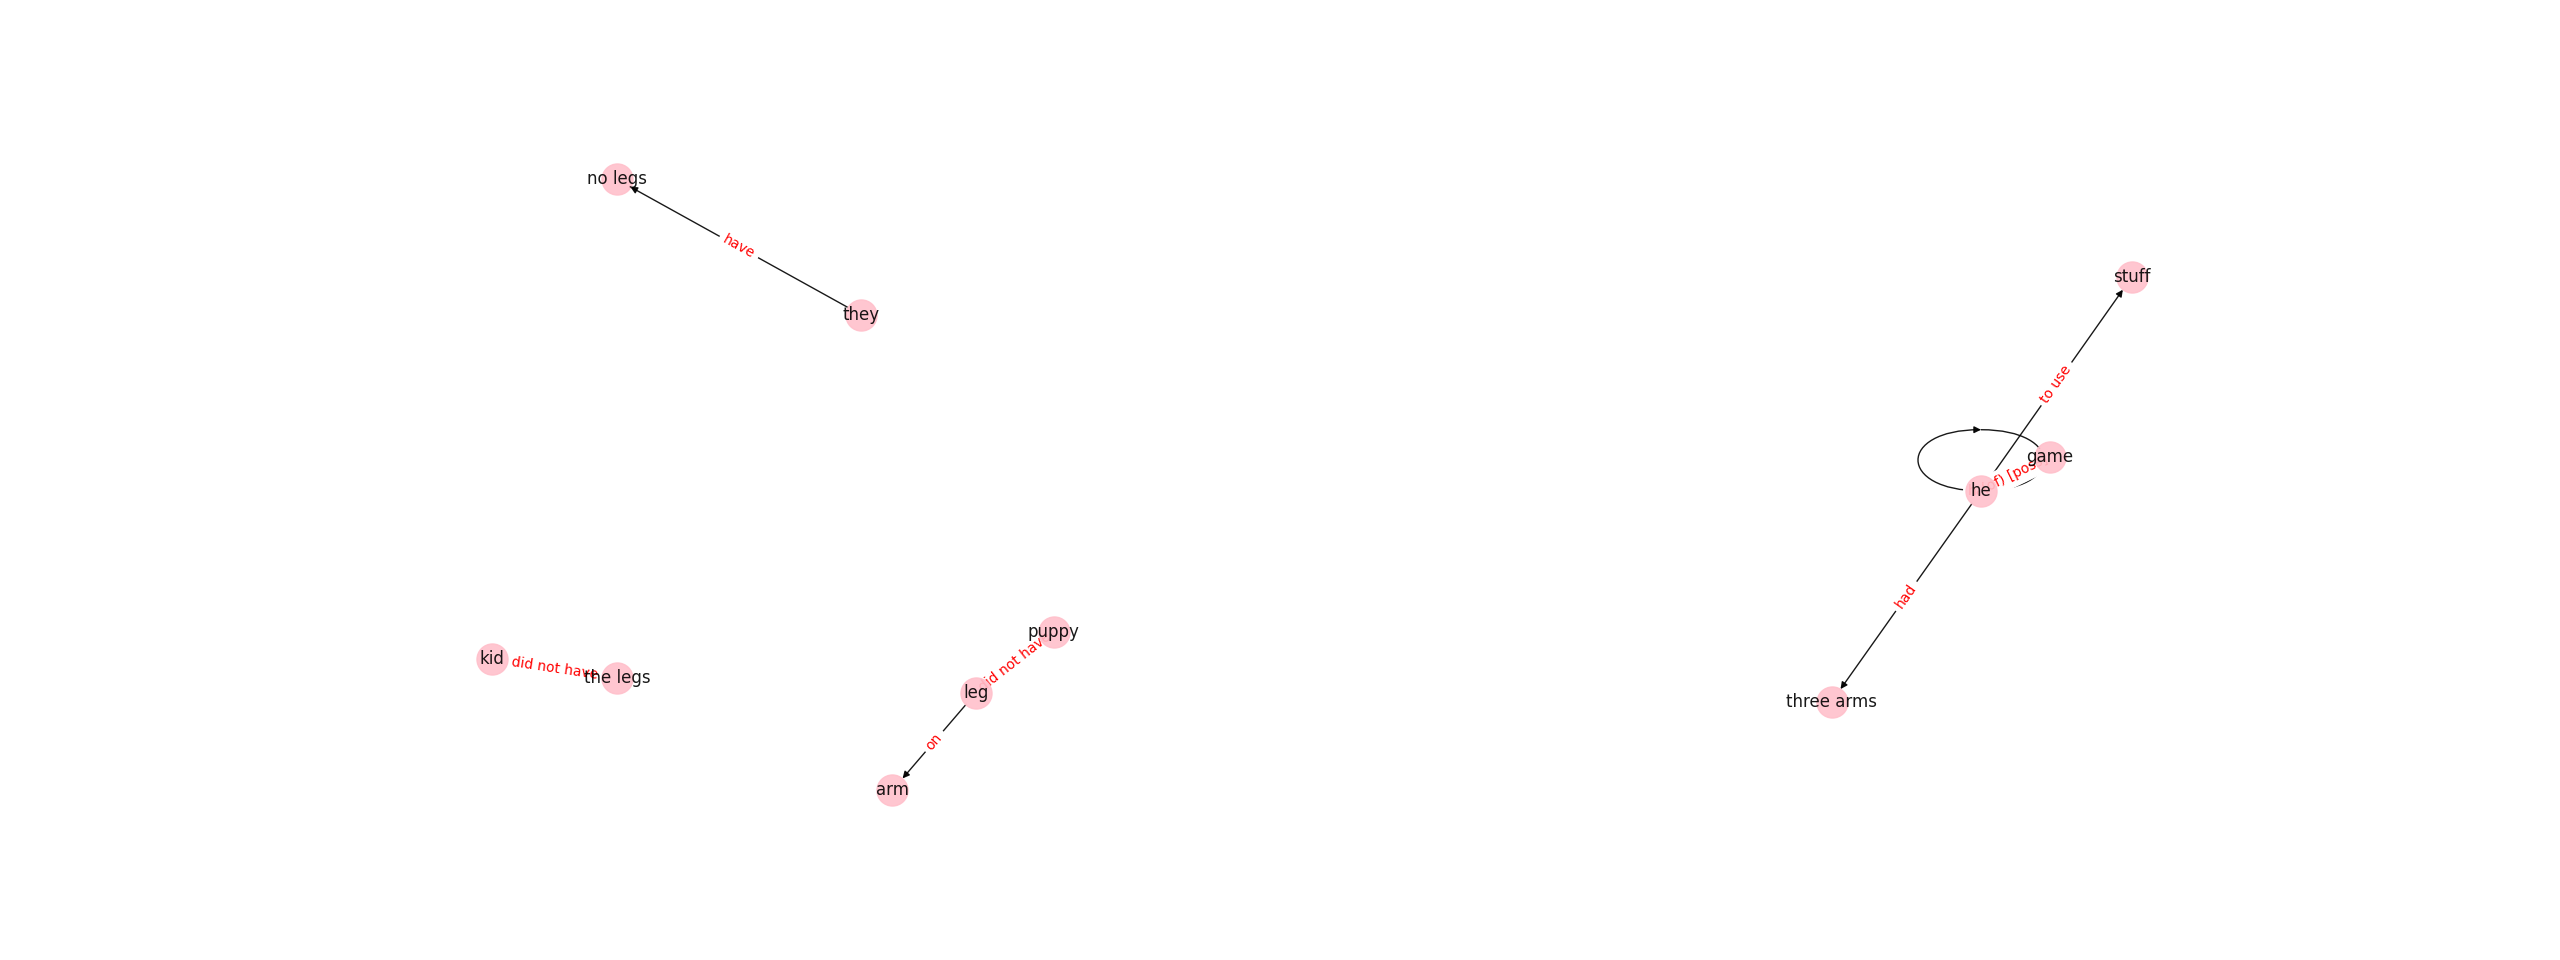 no legs
have
they
stuff
to use
game
f) [pos
he
had
three arms
kid
did not have
the legs
puppy
id not hav
leg
on
arm